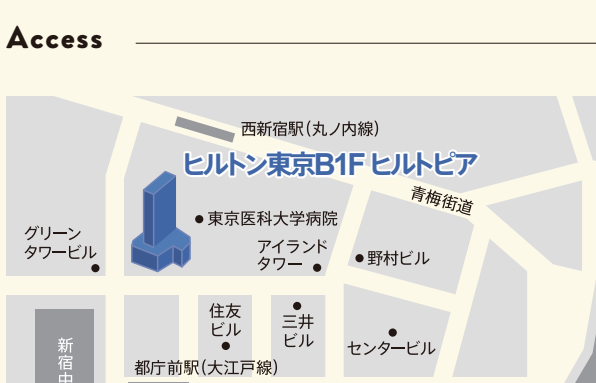 Access
西新宿駅(丸ノ内線)
ヒルトン東京B1F ヒルトピア
青梅街道
東京医科大学病院
グリーン
タワービル
アイランド
タワー
野村ビル
住友
ビル
三井
ビル
センタービル
新宿中
都庁前駅(大江戸線)